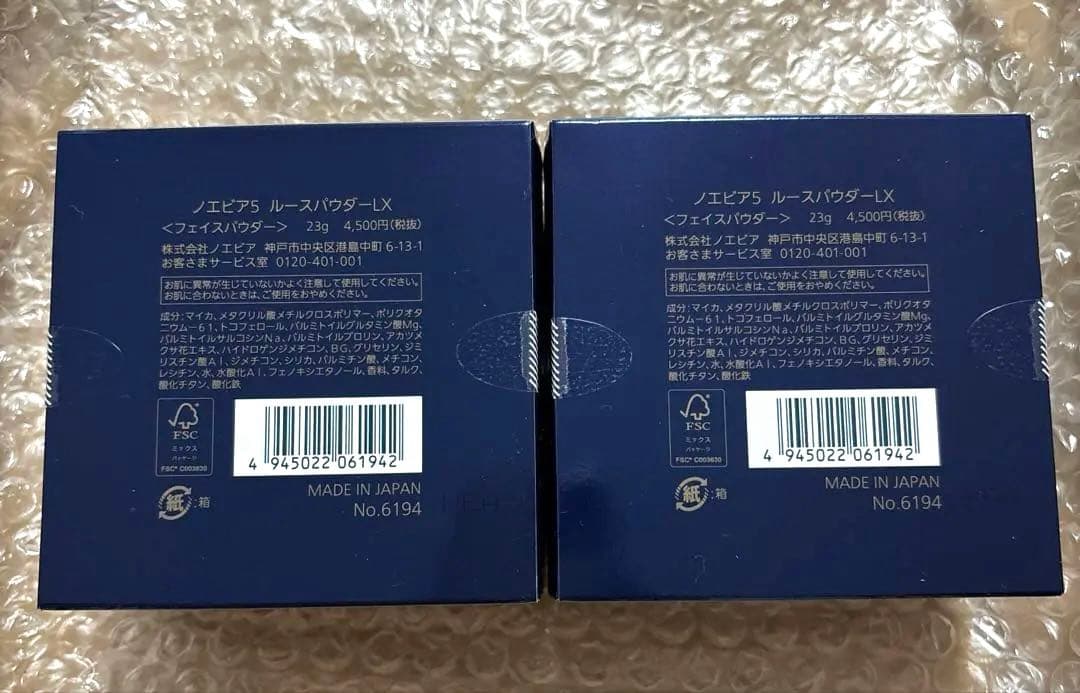 ノエビア5 ルースパウダーLX
＜フェイスパウダー＞ 23g 4,500円(税抜)
株式会社ノエビア 神戸市中央区港島中町6-13-1
お客さまサービス室 0120-401-001
お肌に異常が生じていないかよく注意して使用してください。
お肌に合わないときは、ご使用をおやめください。
成分:マイカ、メタクリル酸メチルクロスポリマー、ポリクオタ
ニウム－61、トコフェロール、パルミトイルグルタミン酸Mg、
パルミトイルサルコシンNa、パルミトイルプロリン、アカツメ
クサ花エキス、ハイドロゲンジメチコン、BG、グリセリン、ジミ
リスチン酸Al、ジメチコン、シリカ、パルミチン酸、メチコン、
レシチン、水、水酸化Al、フェノキシエタノール、香料、タルク、
酸化チタン、酸化鉄
FSC
ミックス
パッケージ
FSC® C003630
4 945022 061942
紙:箱
MADE IN JAPAN
No.6194
ノエビア5 ルースパウダーLX
＜フェイスパウダー＞ 23g 4,500円(税抜)
株式会社ノエビア 神戸市中央区港島中町6-13-1
お客さまサービス室 0120-401-001
お肌に異常が生じていないかよく注意して使用してください。
お肌に合わないときは、ご使用をおやめください。
成分:マイカ、メタクリル酸メチルクロスポリマー、ポリクオタ
ニウム－61、トコフェロール、パルミトイルグルタミン酸Mg、
パルミトイルサルコシンNa、パルミトイルプロリン、アカツメ
クサ花エキス、ハイドロゲンジメチコン、BG、グリセリン、ジミ
リスチン酸Al、ジメチコン、シリカ、パルミチン酸、メチコン、
レシチン、水、水酸化Al、フェノキシエタノール、香料、タルク、
酸化チタン、酸化鉄
FSC
ミックス
パッケージ
FSC® C003630
4 945022 061942
紙:箱
MADE IN JAPAN
No.6194